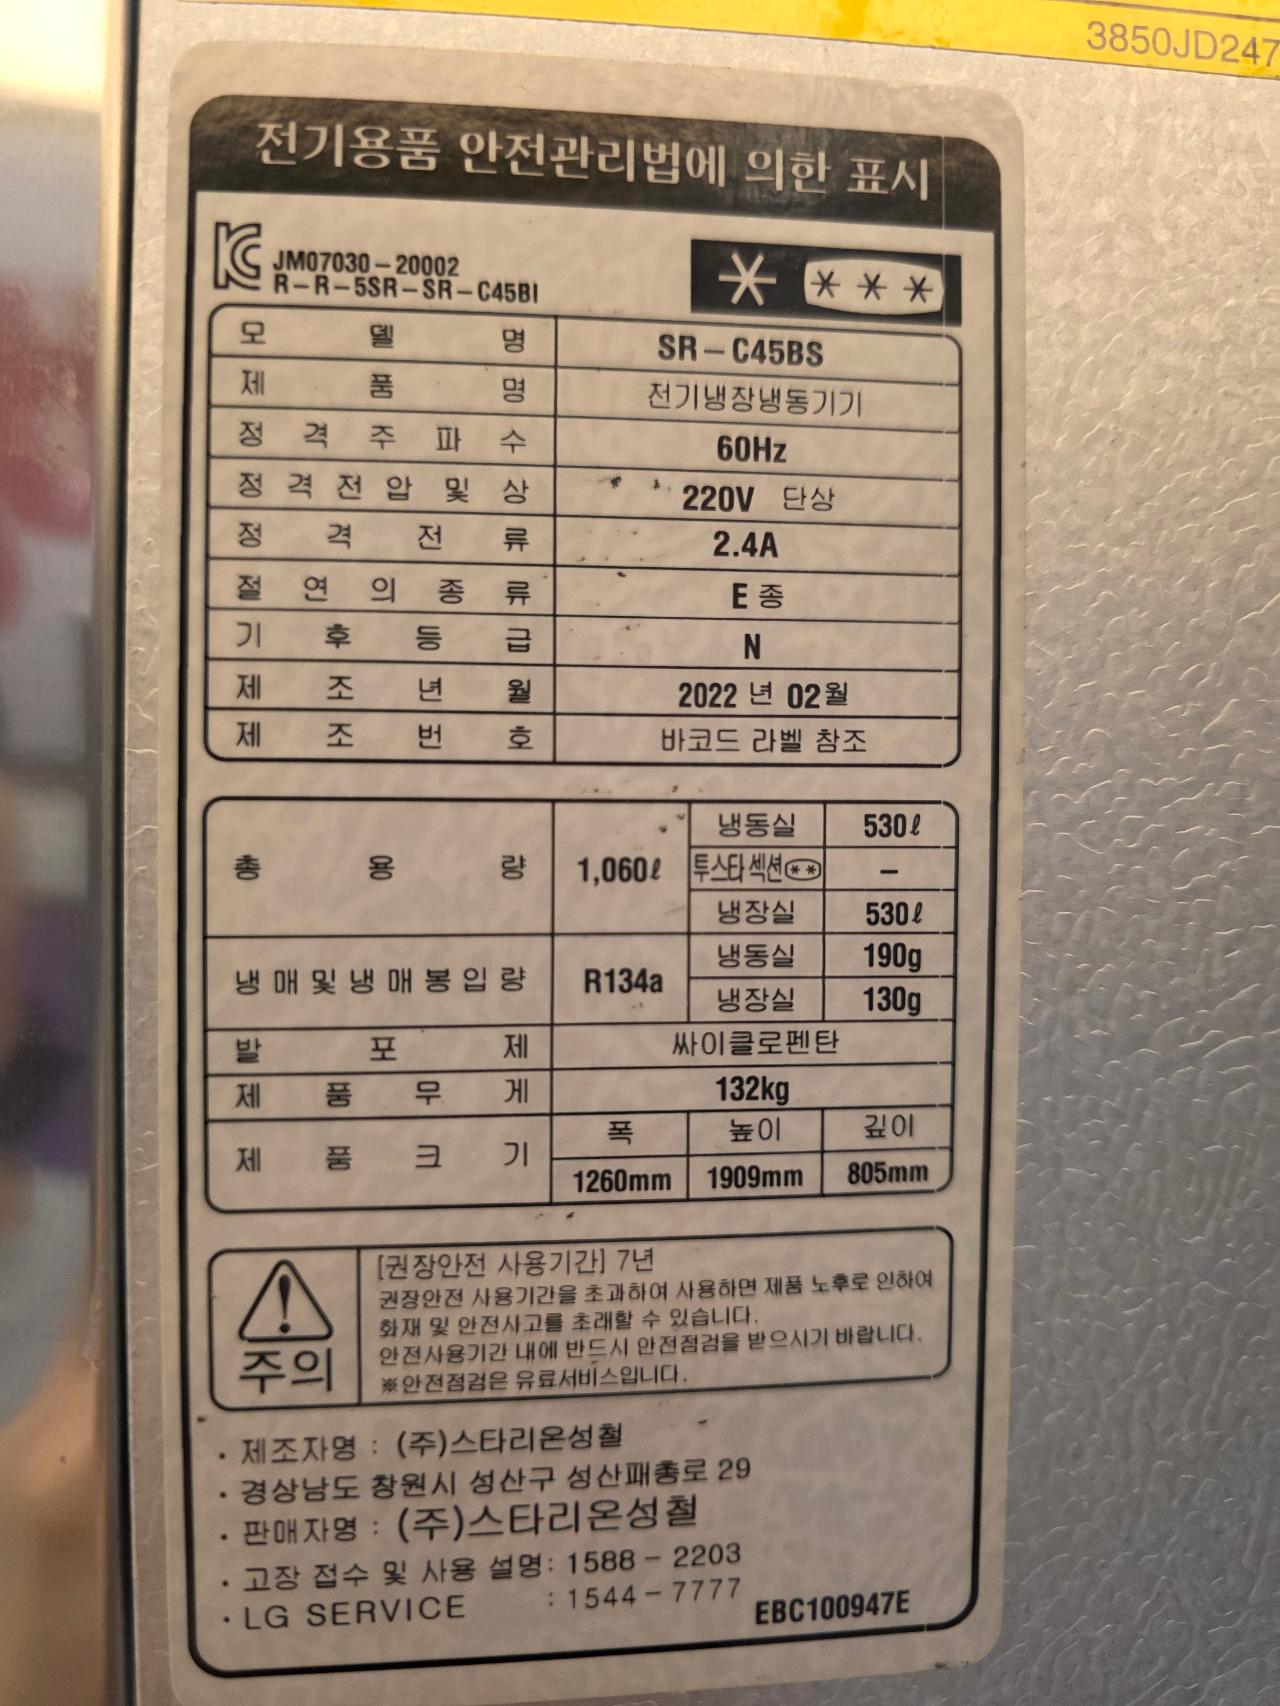 3850JD247
전기용품 안전관리법에 의한 표시
JM07030-20002
R-R-5SR-SR-C45BI
모델명 SR-C45BS
제품명 전기냉장냉동기기
정격주파수 60Hz
정격전압 및 상 220V 단상
정격전류 2.4A
절연의종류 E 종
기후등급 N
제조년월 2022 년 02월
제조번호 바코드 라벨 참조
총용량 1,060ℓ 냉동실 530ℓ
투스타섹션 -
냉장실 530ℓ
냉매및냉매봉입량 R134a 냉동실 190g
냉장실 130g
발포제 싸이클로펜탄
제품무게 132kg
제품크기 폭 높이 깊이
1260mm 1909mm 805mm
주의
[권장안전 사용기간] 7년
권장안전 사용기간을 초과하여 사용하면 제품 노후로 인하여
화재 및 안전사고를 초래할 수 있습니다.
안전사용기간 내에 반드시 안전점검을 받으시기 바랍니다.
※안전점검은 유료서비스입니다.
· 제조자명 : (주)스타리온성철
· 경상남도 창원시 성산구 성산패총로 29
· 판매자명 : (주)스타리온성철
· 고장 접수 및 사용 설명: 1588-2203
· LG SERVICE : 1544-7777
EBC100947E